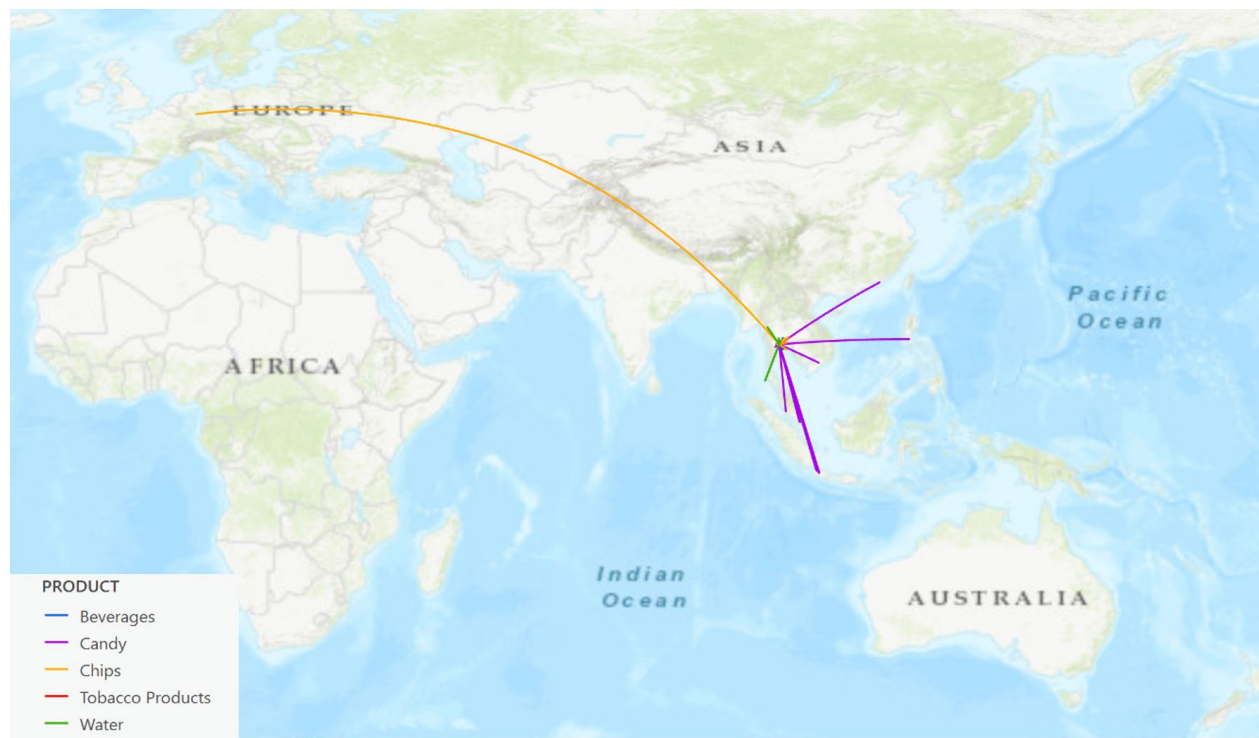 EUROPE
ASIA
Pacific
Ocean
AFRICA
Indian
Ocean
AUSTRALIA
PRODUCT
Beverages
Candy
Chips
Tobacco Products
Water